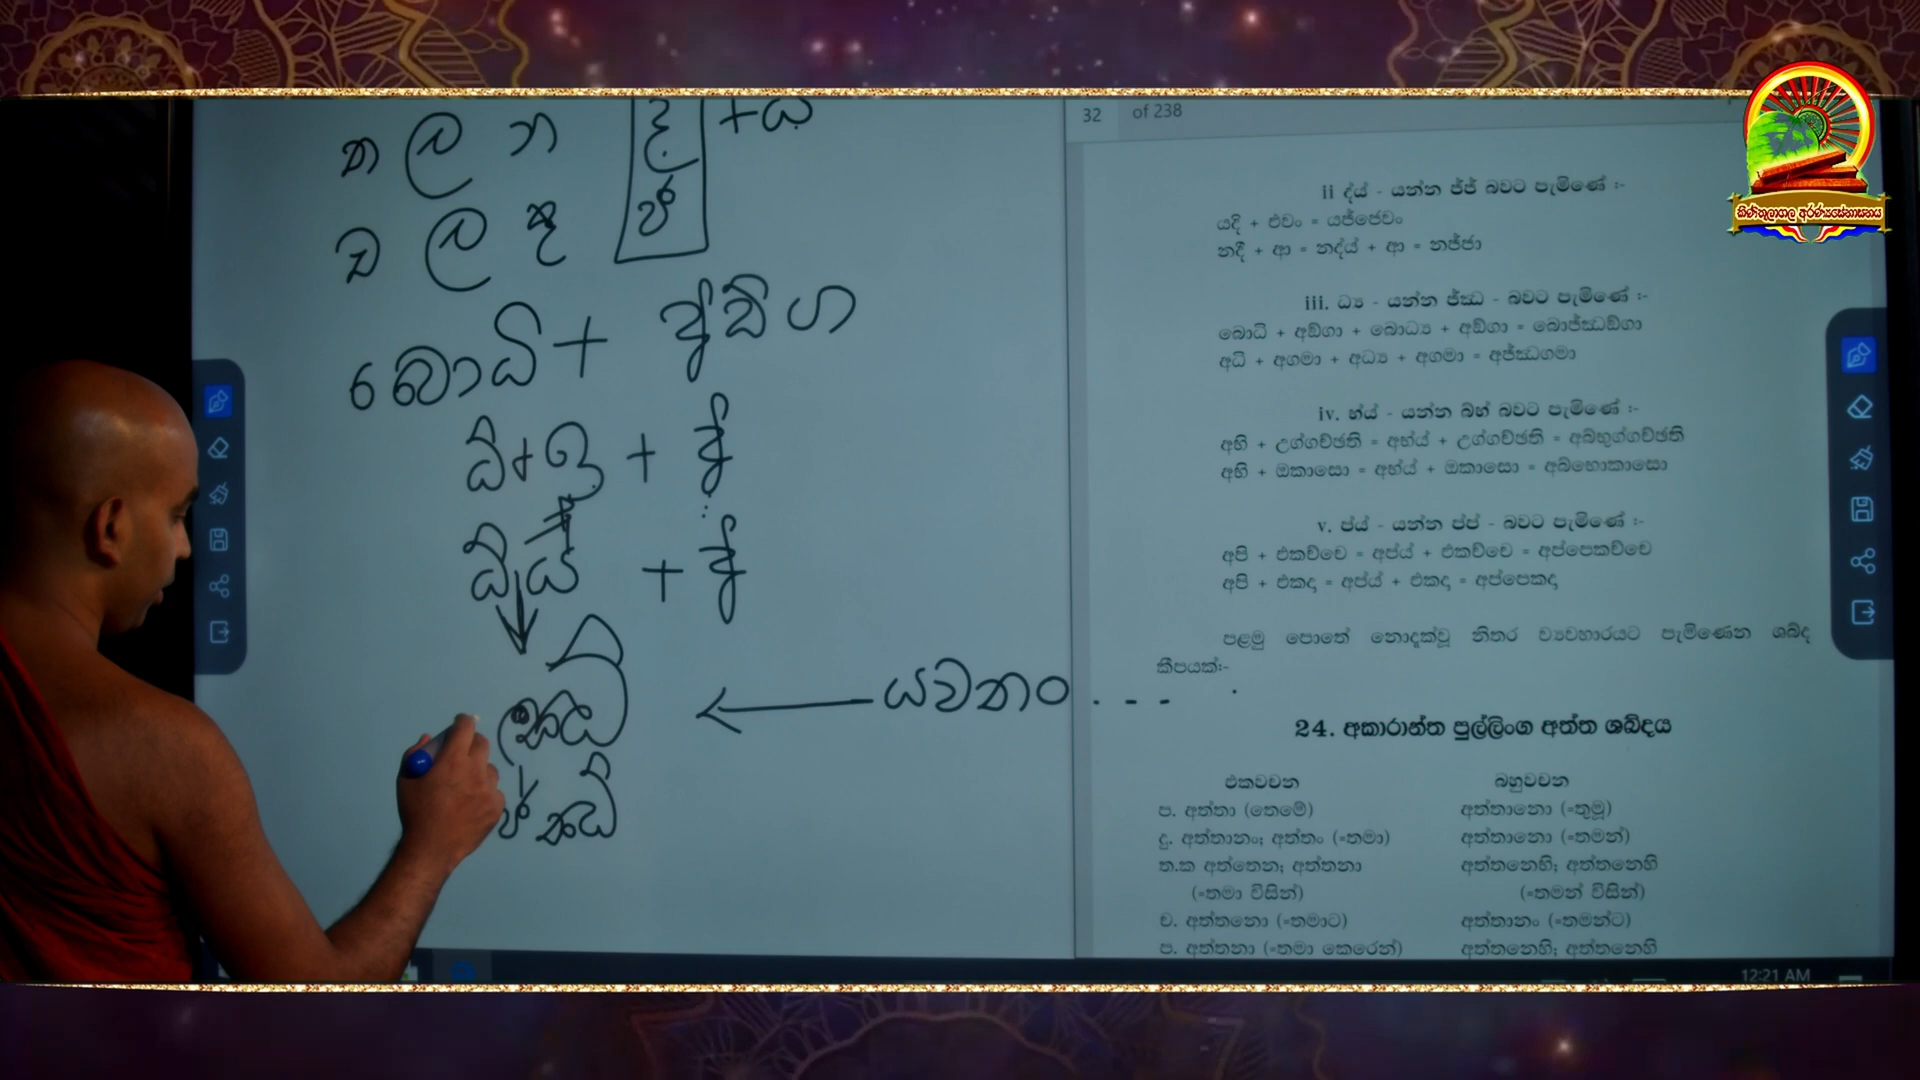 ත ල න ද +ය
ච ල ද ජ්
බොධි + අඞ්ග
ධ්+ඉ + අ
ධ්ය් + අ
යවතං . . .
32 of 238
ii ද්ය් - යන්න ජ්ජ් බවට පැමිණේ :-
යදි + එවං = යජ්ජෙවං
නදී + ආ = නද්ය් + ආ = නජ්ජා
iii. ධ්‍ය - යන්න ජ්ඣ - බවට පැමිණේ :-
බොධි + අඞ්ගා + බොධ්‍ය + අඞ්ගා = බොජ්ඣඞ්ගා
අධි + අගමා + අධ්‍ය + අගමා = අජ්ඣගමා
iv. භ්ය් - යන්න බ්භ් බවට පැමිණේ :-
අභි + උග්ගච්ඡති = අභ්ය් + උග්ගච්ඡති = අබ්භුග්ගච්ඡති
අභි + ඔකාසො = අභ්ය් + ඔකාසො = අබ්භොකාසො
v. ප්ය් - යන්න ප්ප් - බවට පැමිණේ :-
අපි + එකච්චෙ = අප්ය් + එකච්චෙ = අප්පෙකච්චෙ
අපි + එකදා = අප්ය් + එකදා = අප්පෙකදා
පළමු පොතේ නොදැක්වූ නිතර ව්‍යවහාරයට පැමිණෙන ශබ්ද
කීපයක්:-
24. අකාරාන්ත පුල්ලිංග අත්ත ශබ්දය
එකවචන බහුවචන
ප. අත්තා (තෙමේ) අත්තානො (=තුමූ)
දු. අත්තානං; අත්තං (=තමා) අත්තානො (=තමන්)
ත.ක අත්තෙන; අත්තනා අත්තනෙහි; අත්තනෙභි
(=තමා විසින්) (=තමන් විසින්)
ච. අත්තනො (=තමාට) අත්තානං (=තමන්ට)
ප. අත්තනා (=තමා කෙරෙන්) අත්තනෙහි; අත්තනෙභි
12:21 AM
කිණිතුලාගල අරණ්‍යසේනාසනය